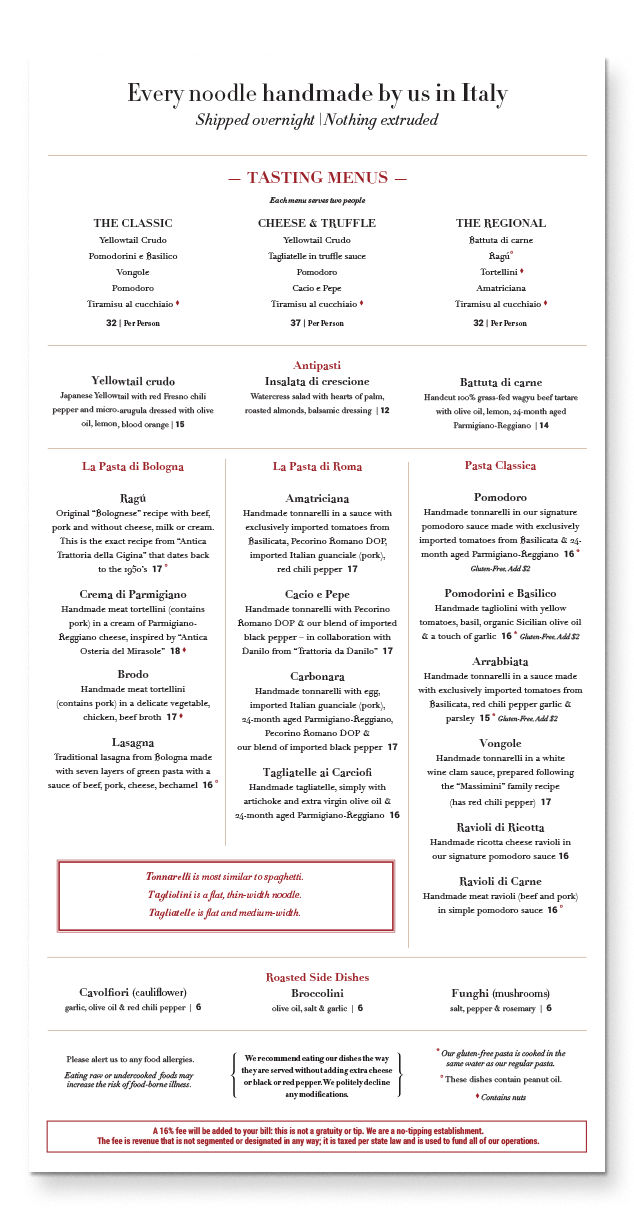 Every noodle handmade by us in Italy
Shipped overnight | Nothing extruded
— TASTING MENUS —
Each menu serves two people
THE CLASSIC
Yellowtail Crudo
Pomodorini e Basilico
Vongole
Pomodoro
Tiramisu al cucchiaio ♦
32 | Per Person
CHEESE & TRUFFLE
Yellowtail Crudo
Tagliatelle in truffle sauce
Pomodoro
Cacio e Pepe
Tiramisu al cucchiaio ♦
37 | Per Person
THE REGIONAL
Battuta di carne
Ragú°
Tortellini ♦
Amatriciana
Tiramisu al cucchiaio ♦
32 | Per Person
Antipasti
Yellowtail crudo
Japanese Yellowtail with red Fresno chili
pepper and micro-arugula dressed with olive
oil, lemon, blood orange | 15
Insalata di crescione
Watercress salad with hearts of palm,
roasted almonds, balsamic dressing | 12
Battuta di carne
Handcut 100% grass-fed wagyu beef tartare
with olive oil, lemon, 24-month aged
Parmigiano-Reggiano | 14
La Pasta di Bologna
Ragú
Original “Bolognese” recipe with beef,
pork and without cheese, milk or cream.
This is the exact recipe from “Antica
Trattoria della Gigina” that dates back
to the 1950’s 17 °
Crema di Parmigiano
Handmade meat tortellini (contains
pork) in a cream of Parmigiano-
Reggiano cheese, inspired by “Antica
Osteria del Mirasole” 18 ♦
Brodo
Handmade meat tortellini
(contains pork) in a delicate vegetable,
chicken, beef broth 17 ♦
Lasagna
Traditional lasagna from Bologna made
with seven layers of green pasta with a
sauce of beef, pork, cheese, bechamel 16 °
La Pasta di Roma
Amatriciana
Handmade tonnarelli in a sauce with
exclusively imported tomatoes from
Basilicata, Pecorino Romano DOP,
imported Italian guanciale (pork),
red chili pepper 17
Cacio e Pepe
Handmade tonnarelli with Pecorino
Romano DOP & our blend of imported
black pepper – in collaboration with
Danilo from “Trattoria da Danilo” 17
Carbonara
Handmade tonnarelli with egg,
imported Italian guanciale (pork),
24-month aged Parmigiano-Reggiano,
Pecorino Romano DOP &
our blend of imported black pepper 17
Tagliatelle ai Carciofi
Handmade tagliatelle, simply with
artichoke and extra virgin olive oil &
24-month aged Parmigiano-Reggiano 16
Pasta Classica
Pomodoro
Handmade tonnarelli in our signature
pomodoro sauce made with exclusively
imported tomatoes from Basilicata & 24-
month aged Parmigiano-Reggiano 16 *
Gluten-Free, Add $2
Pomodorini e Basilico
Handmade tagliolini with yellow
tomatoes, basil, organic Sicilian olive oil
& a touch of garlic 16 * Gluten-Free, Add $2
Arrabbiata
Handmade tonnarelli in a sauce made
with exclusively imported tomatoes from
Basilicata, red chili pepper garlic &
parsley 15 * Gluten-Free, Add $2
Vongole
Handmade tonnarelli in a white
wine clam sauce, prepared following
the “Massimini” family recipe
(has red chili pepper) 17
Ravioli di Ricotta
Handmade ricotta cheese ravioli in
our signature pomodoro sauce 16
Ravioli di Carne
Handmade meat ravioli (beef and pork)
in simple pomodoro sauce 16 °
Tonnarelli is most similar to spaghetti.
Tagliolini is a flat, thin-width noodle.
Tagliatelle is flat and medium-width.
Roasted Side Dishes
Cavolfiori (cauliflower)
garlic, olive oil & red chili pepper | 6
Broccolini
olive oil, salt & garlic | 6
Funghi (mushrooms)
salt, pepper & rosemary | 6
Please alert us to any food allergies.
Eating raw or undercooked foods may
increase the risk of food-borne illness.
We recommend eating our dishes the way
they are served without adding extra cheese
or black or red pepper. We politely decline
any modifications.
* Our gluten-free pasta is cooked in the
same water as our regular pasta.
° These dishes contain peanut oil.
♦ Contains nuts
A 16% fee will be added to your bill: this is not a gratuity or tip. We are a no-tipping establishment.
The fee is revenue that is not segmented or designated in any way; it is taxed per state law and is used to fund all of our operations.